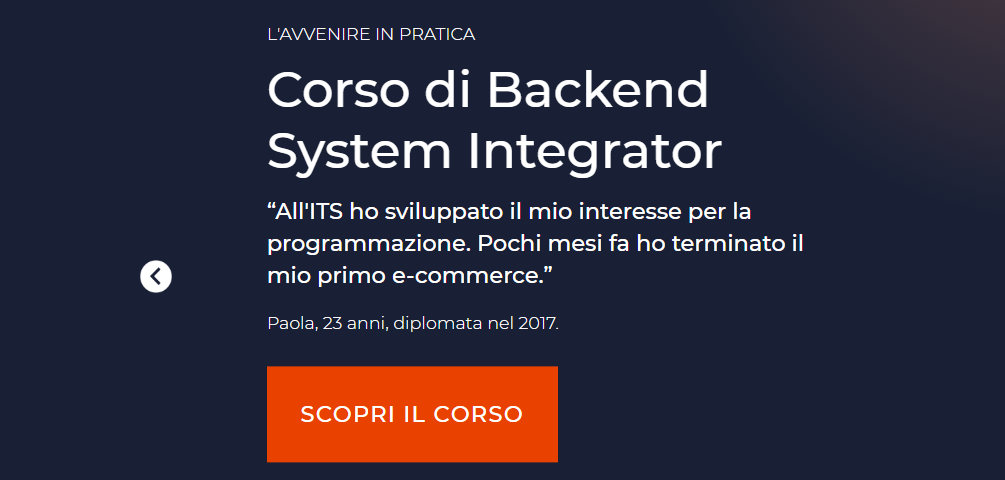 L'AVVENIRE IN PRATICA
Corso di Backend
System Integrator
“All'ITS ho sviluppato il mio interesse per la
programmazione. Pochi mesi fa ho terminato il
mio primo e-commerce.”
Paola, 23 anni, diplomata nel 2017.
SCOPRI IL CORSO